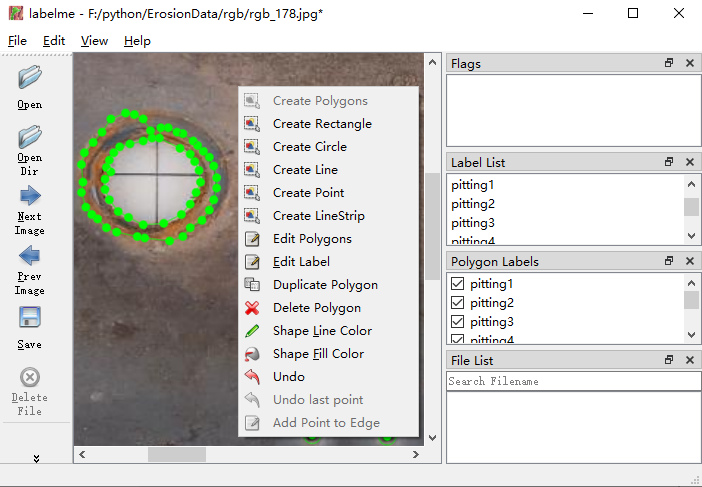 labelme - F:/python/ErosionData/rgb/rgb_178.jpg*
File Edit View Help
Open
Open
Dir
Next
Image
Prev
Image
Save
Delete
File
Create Polygons
Create Rectangle
Create Circle
Create Line
Create Point
Create LineStrip
Edit Polygons
Edit Label
Duplicate Polygon
Delete Polygon
Shape Line Color
Shape Fill Color
Undo
Undo last point
Add Point to Edge
Flags
Label List
pitting1
pitting2
pitting3
pitting4
Polygon Labels
pitting1
pitting2
pitting3
pitting4
File List
Search Filename